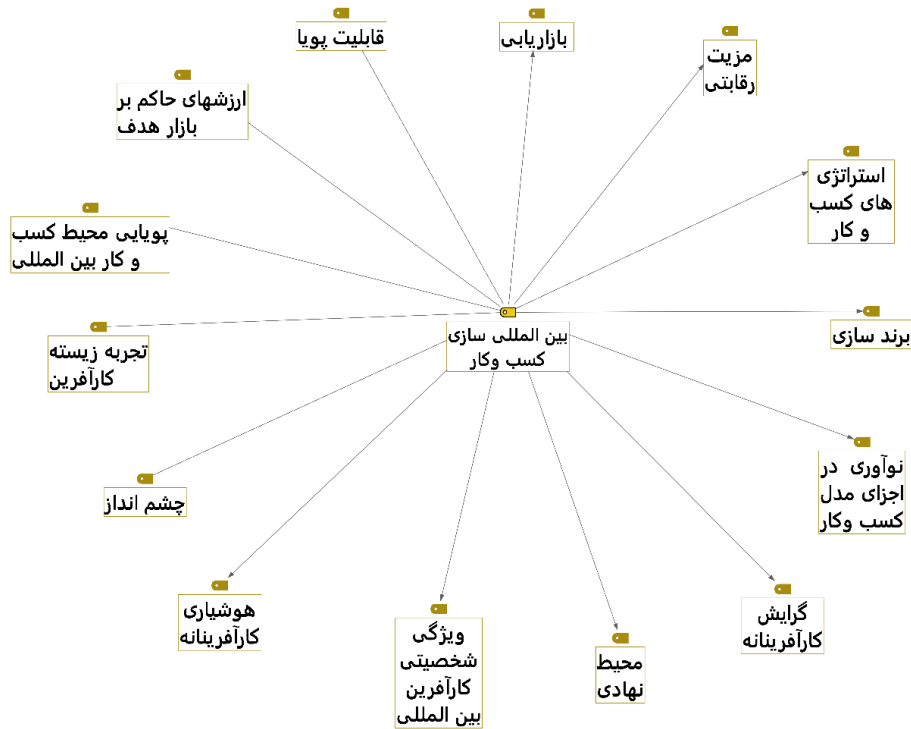 قابلیت پویا
بازاریابی
مزیت
رقابتی
ارزشهای حاکم بر
بازار هدف
استراتژی
های کسب
و کار
پویایی محیط کسب
و کار بین المللی
برند سازی
بین المللی سازی
کسب وکار
تجربه زیسته
کارآفرین
نوآوری در
اجزای مدل
کسب وکار
چشم انداز
هوشیاری
کارآفرینانه
گرایش
کارآفرینانه
ویژگی
شخصیتی
کارآفرین
بین المللی
محیط
نهادی